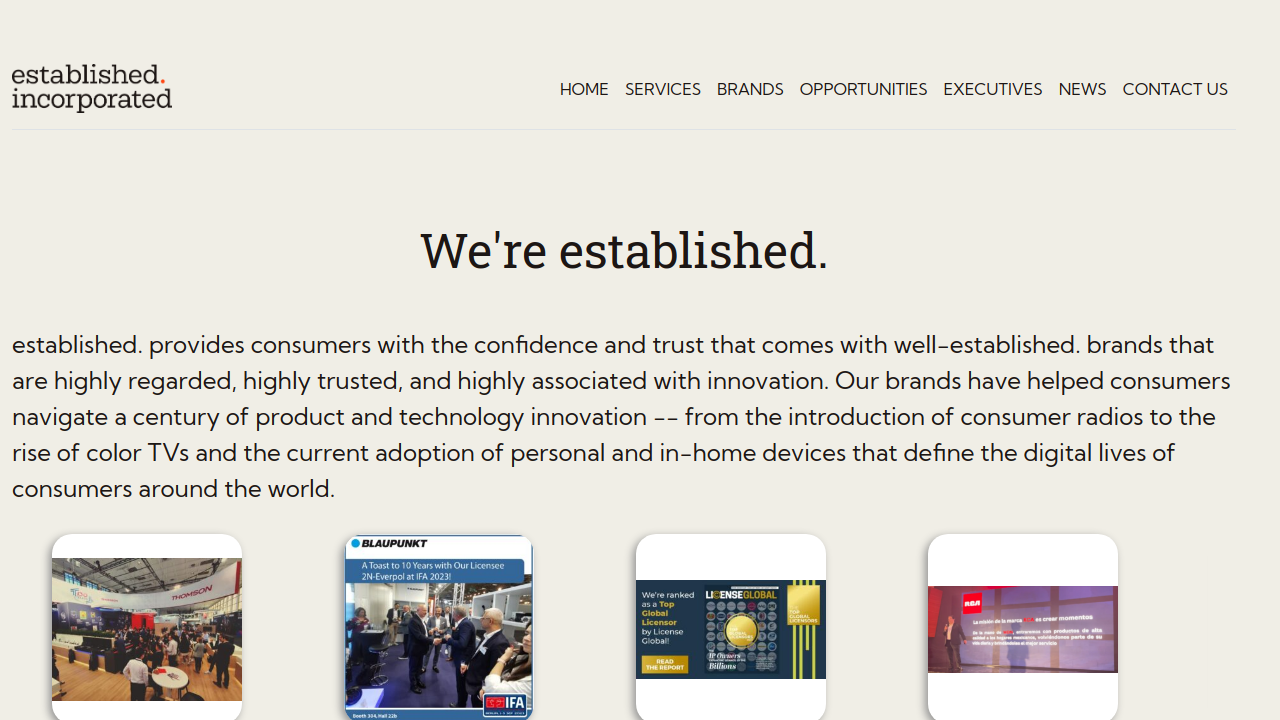 established.
incorporated
HOME SERVICES BRANDS OPPORTUNITIES EXECUTIVES NEWS CONTACT US
We're established.
established. provides consumers with the confidence and trust that comes with well-established. brands that
are highly regarded, highly trusted, and highly associated with innovation. Our brands have helped consumers
navigate a century of product and technology innovation -- from the introduction of consumer radios to the
rise of color TVs and the current adoption of personal and in-home devices that define the digital lives of
consumers around the world.
THOMSON
BLAUPUNKT
A Toast to 10 Years with Our Licensee
2N-Everpol at IFA 2023!
IFA
Booth 304, Hall 22b
We're ranked
as a Top
Global
Licensor
by License
Global!
READ
THE REPORT
LICENSEGLOBAL
TOP
GLOBAL
LICENSORS
IP Owners
Billions
RCA
La misión de la marca RCA es crear momentos